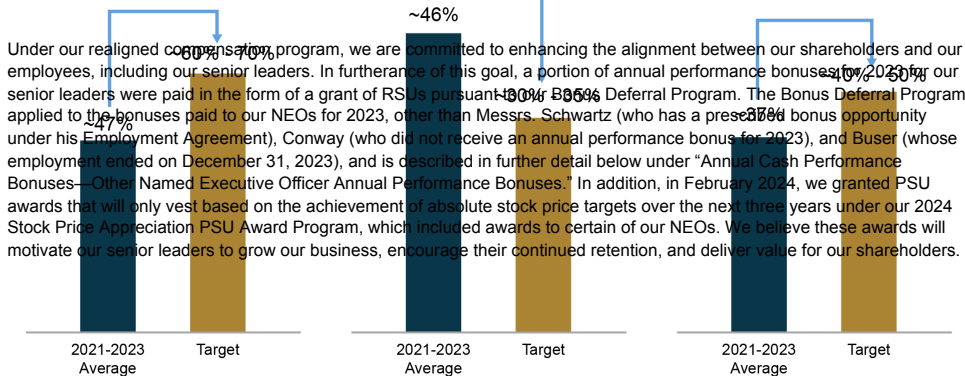 ~46%
~60% - 70%
Under our realigned compensation program, we are committed to enhancing the alignment between our shareholders and our
employees, including our senior leaders. In furtherance of this goal, a portion of annual performance bonuses for 2023 for our
~40% - 50%
senior leaders were paid in the form of a grant of RSUs pursuant to our Bonus Deferral Program. The Bonus Deferral Program
~30% - 35%
applied to the bonuses paid to our NEOs for 2023, other than Messrs. Schwartz (who has a prescribed bonus opportunity
~47%
~37%
under his Employment Agreement), Conway (who did not receive an annual performance bonus for 2023), and Buser (whose
employment ended on December 31, 2023), and is described in further detail below under “Annual Cash Performance
Bonuses—Other Named Executive Officer Annual Performance Bonuses.” In addition, in February 2024, we granted PSU
awards that will only vest based on the achievement of absolute stock price targets over the next three years under our 2024
Stock Price Appreciation PSU Award Program, which included awards to certain of our NEOs. We believe these awards will
motivate our senior leaders to grow our business, encourage their continued retention, and deliver value for our shareholders.
2021-2023
Average
Target
2021-2023
Average
Target
2021-2023
Average
Target